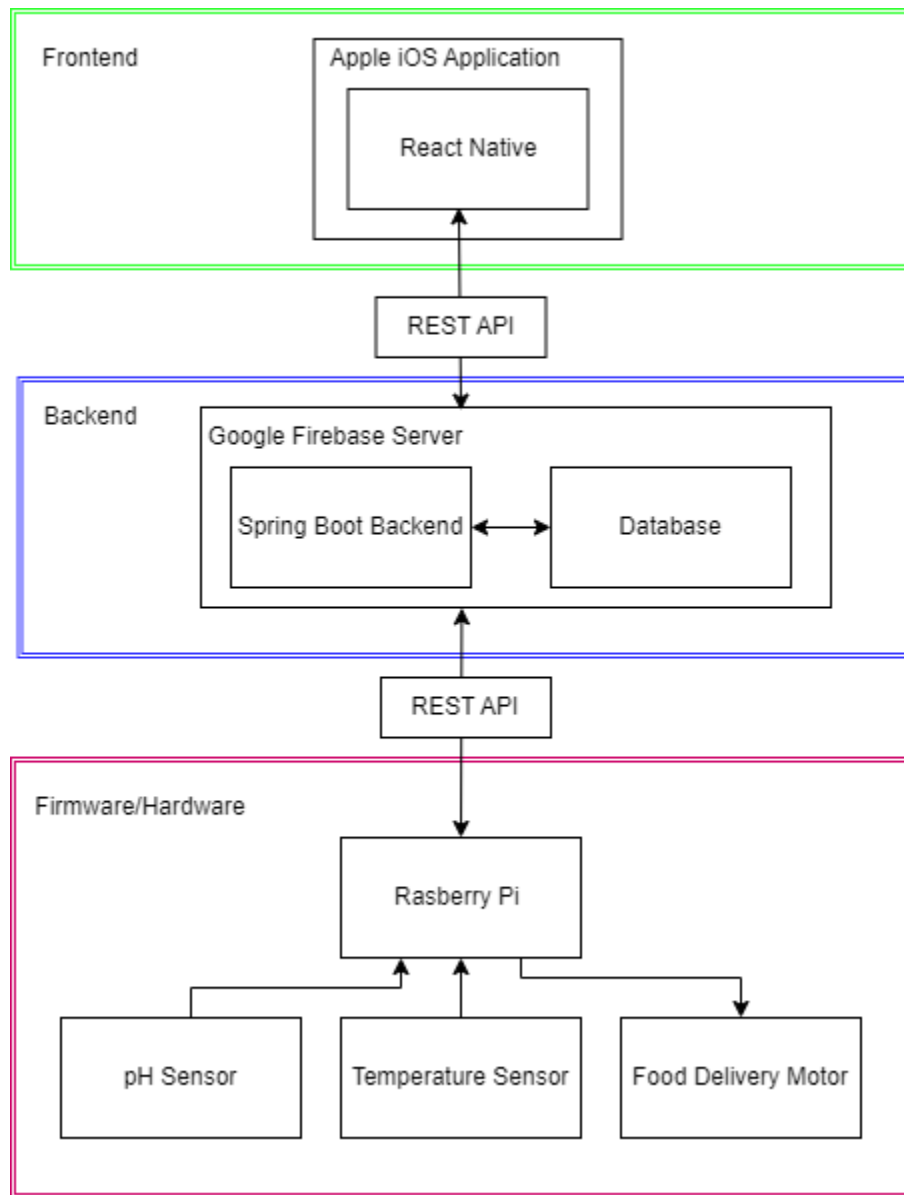 Frontend
Apple iOS Application
React Native
REST API
Backend
Google Firebase Server
Spring Boot Backend
Database
REST API
Firmware/Hardware
Rasberry Pi
pH Sensor
Temperature Sensor
Food Delivery Motor